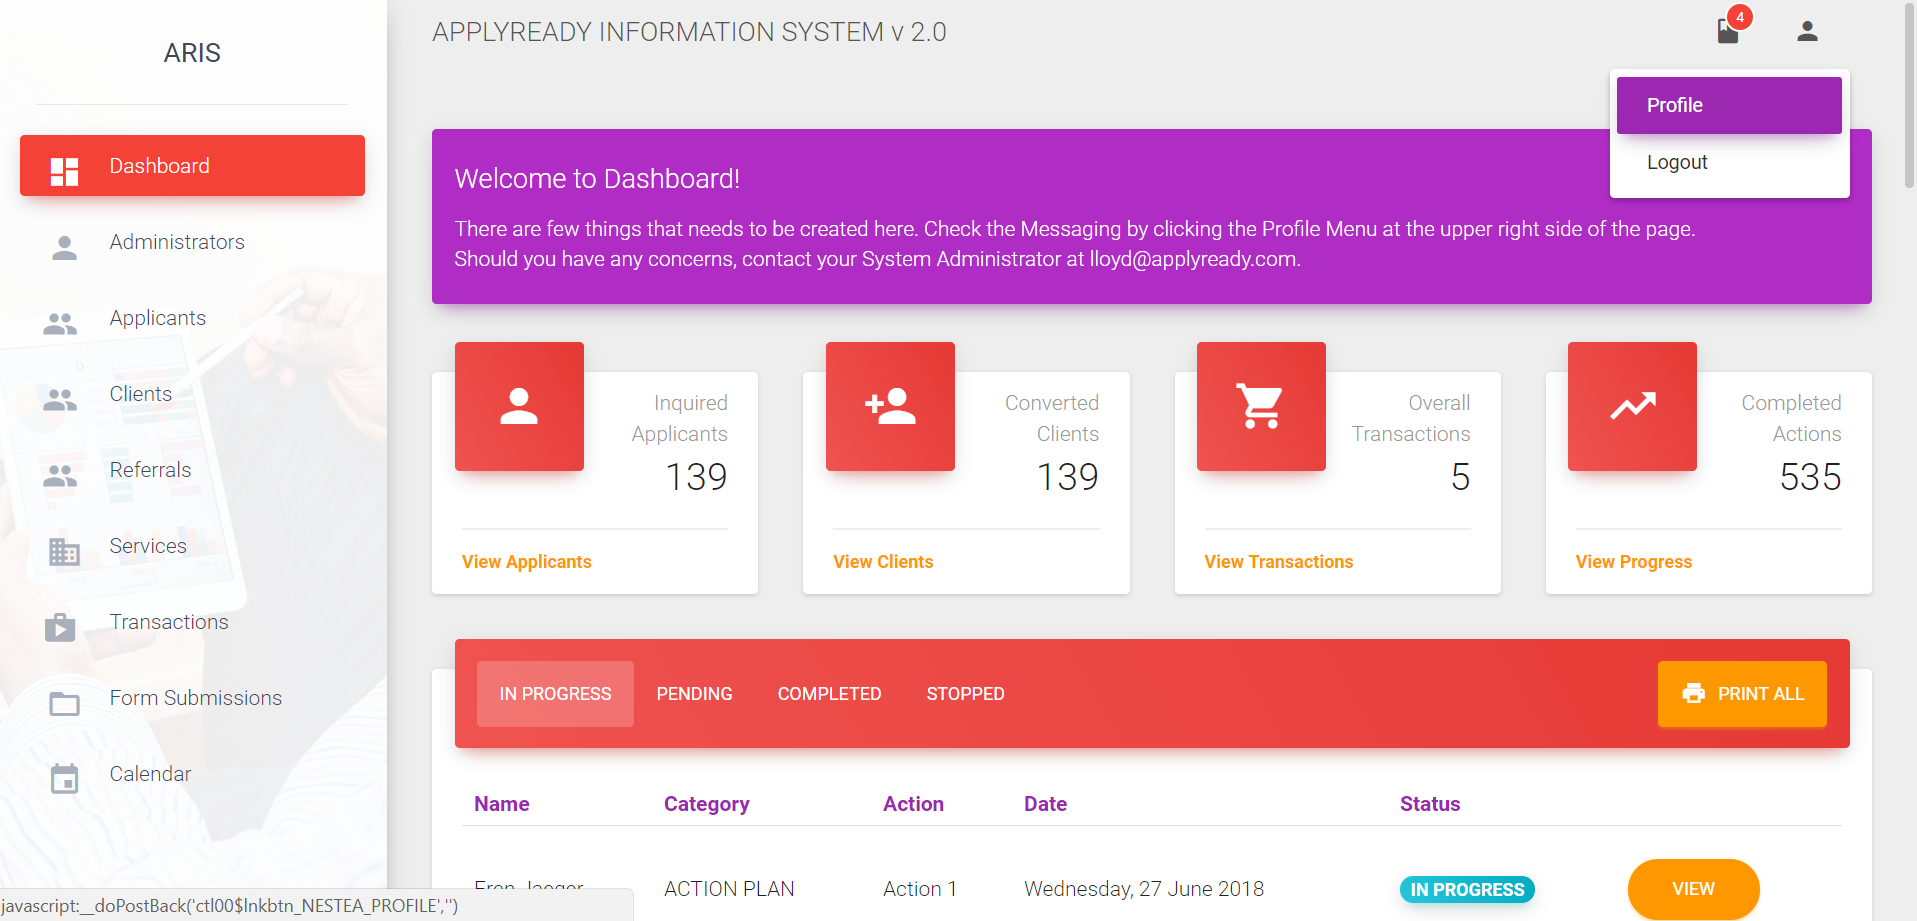 ARIS
Dashboard
Administrators
Applicants
Clients
Referrals
Services
Transactions
Form Submissions
Calendar
javascript:__doPostBack('ctl00$lnkbtn_NESTEA_PROFILE','')
APPLYREADY INFORMATION SYSTEM v 2.0
4
Profile
Logout
Welcome to Dashboard!
There are few things that needs to be created here. Check the Messaging by clicking the Profile Menu at the upper right side of the page.
Should you have any concerns, contact your System Administrator at lloyd@applyready.com.
Inquired
Applicants
139
View Applicants
Converted
Clients
139
View Clients
Overall
Transactions
5
View Transactions
Completed
Actions
535
View Progress
IN PROGRESS PENDING COMPLETED STOPPED PRINT ALL
Name Category Action Date Status
Eren Jaeger ACTION PLAN Action 1 Wednesday, 27 June 2018 IN PROGRESS VIEW